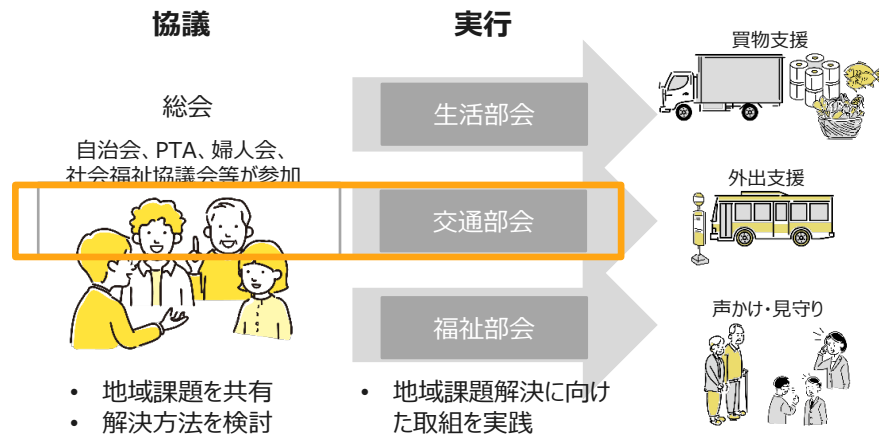 協議
実行
総会
自治会、PTA、婦人会、
社会福祉協議会等が参加
• 地域課題を共有
• 解決方法を検討
生活部会
交通部会
福祉部会
• 地域課題解決に向け
た取組を実践
買物支援
外出支援
声かけ・見守り